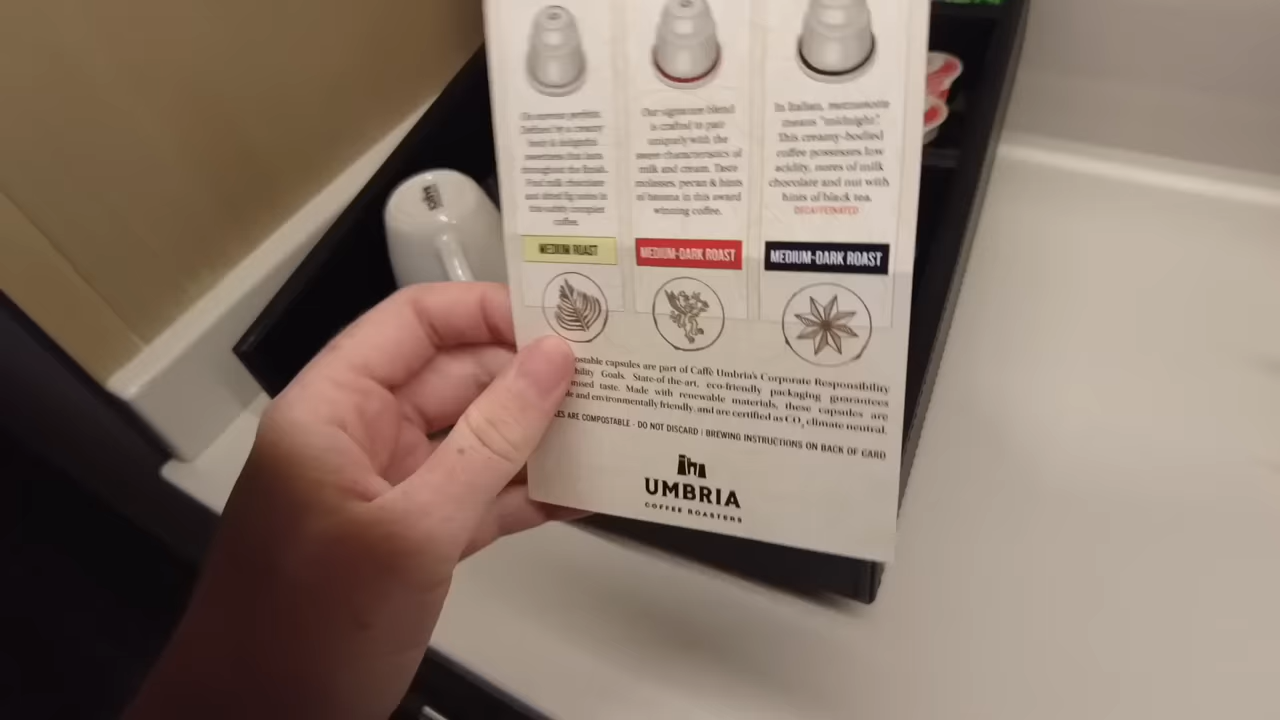 Our signature blend
is crafted to pair
uniquely with the
sweet characteristics of
milk and cream. Taste
molasses, pecan & hints
of banana in this award
winning coffee.
In Italian, mezzanotte
means "midnight".
This creamy-bodied
coffee possesses low
acidity, notes of milk
chocolate and nut with
hints of black tea.
DECAFFEINATED
MEDIUM ROAST
MEDIUM-DARK ROAST
MEDIUM-DARK ROAST
ostable capsules are part of Caffè Umbria's Corporate Responsibility
bility Goals. State-of-the-art, eco-friendly packaging guarantees
mised taste. Made with renewable materials, these capsules are
le and environmentally friendly, and are certified as CO₂ climate neutral.
LES ARE COMPOSTABLE - DO NOT DISCARD | BREWING INSTRUCTIONS ON BACK OF CARD
UMBRIA
COFFEE ROASTERS